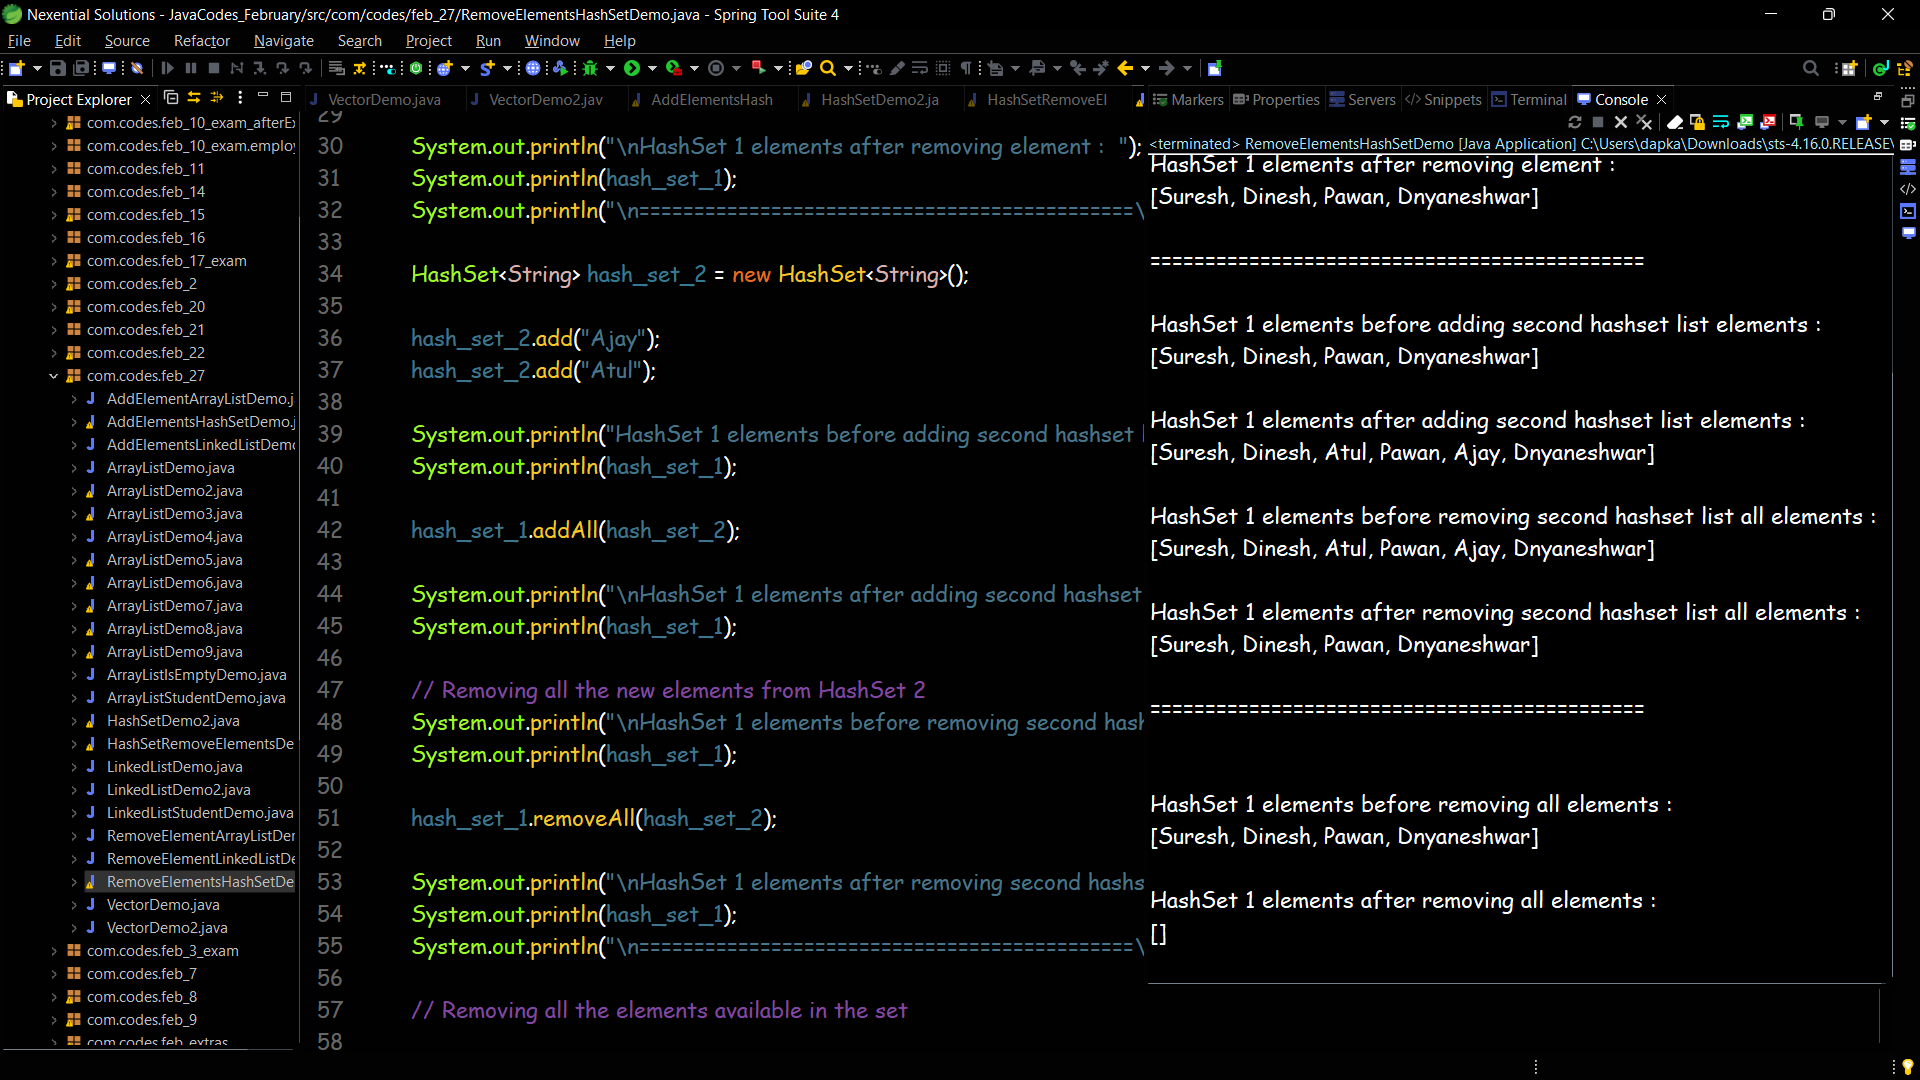 Nexential Solutions - JavaCodes_February/src/com/codes/feb_27/RemoveElementsHashSetDemo.java - Spring Tool Suite 4
File Edit Source Refactor Navigate Search Project Run Window Help
Project Explorer
com.codes.feb_10_exam_afterEx
com.codes.feb_10_exam.emplo
com.codes.feb_11
com.codes.feb_14
com.codes.feb_15
com.codes.feb_16
com.codes.feb_17_exam
com.codes.feb_2
com.codes.feb_20
com.codes.feb_21
com.codes.feb_22
com.codes.feb_27
AddElementArrayListDemo.j
AddElementsHashSetDemo.j
AddElementsLinkedListDemo
ArrayListDemo.java
ArrayListDemo2.java
ArrayListDemo3.java
ArrayListDemo4.java
ArrayListDemo5.java
ArrayListDemo6.java
ArrayListDemo7.java
ArrayListDemo8.java
ArrayListDemo9.java
ArrayListIsEmptyDemo.java
ArrayListStudentDemo.java
HashSetDemo2.java
HashSetRemoveElementsDe
LinkedListDemo.java
LinkedListDemo2.java
LinkedListStudentDemo.java
RemoveElementArrayListDer
RemoveElementLinkedListDe
RemoveElementsHashSetDe
VectorDemo.java
VectorDemo2.java
com.codes.feb_3_exam
com.codes.feb_7
com.codes.feb_8
com.codes.feb_9
com.codes.feb_extras
VectorDemo.java VectorDemo2.jav AddElementsHash HashSetDemo2.ja HashSetRemoveEl
29
30 System.out.println("\nHashSet 1 elements after removing element : ");
31 System.out.println(hash_set_1);
32 System.out.println("\n=============================================\
33
34 HashSet<String> hash_set_2 = new HashSet<String>();
35
36 hash_set_2.add("Ajay");
37 hash_set_2.add("Atul");
38
39 System.out.println("HashSet 1 elements before adding second hashset l
40 System.out.println(hash_set_1);
41
42 hash_set_1.addAll(hash_set_2);
43
44 System.out.println("\nHashSet 1 elements after adding second hashset
45 System.out.println(hash_set_1);
46
47 // Removing all the new elements from HashSet 2
48 System.out.println("\nHashSet 1 elements before removing second hash
49 System.out.println(hash_set_1);
50
51 hash_set_1.removeAll(hash_set_2);
52
53 System.out.println("\nHashSet 1 elements after removing second hashs
54 System.out.println(hash_set_1);
55 System.out.println("\n=============================================\
56
57 // Removing all the elements available in the set
58
Markers Properties Servers Snippets Terminal Console
<terminated> RemoveElementsHashSetDemo [Java Application] C:\Users\dapka\Downloads\sts-4.16.0.RELEASE\
HashSet 1 elements after removing element :
[Suresh, Dinesh, Pawan, Dnyaneshwar]
=============================================
HashSet 1 elements before adding second hashset list elements :
[Suresh, Dinesh, Pawan, Dnyaneshwar]
HashSet 1 elements after adding second hashset list elements :
[Suresh, Dinesh, Atul, Pawan, Ajay, Dnyaneshwar]
HashSet 1 elements before removing second hashset list all elements :
[Suresh, Dinesh, Atul, Pawan, Ajay, Dnyaneshwar]
HashSet 1 elements after removing second hashset list all elements :
[Suresh, Dinesh, Pawan, Dnyaneshwar]
=============================================
HashSet 1 elements before removing all elements :
[Suresh, Dinesh, Pawan, Dnyaneshwar]
HashSet 1 elements after removing all elements :
[]